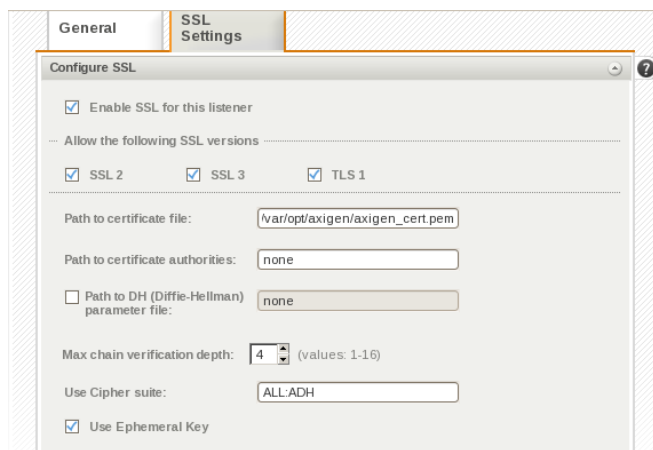 General
SSL
Settings
Configure SSL
?
Enable SSL for this listener
Allow the following SSL versions
SSL 2
SSL 3
TLS 1
Path to certificate file:
/var/opt/axigen/axigen_cert.pem
Path to certificate authorities:
none
Path to DH (Diffie-Hellman)
parameter file:
none
Max chain verification depth:
4
(values: 1-16)
Use Cipher suite:
ALL:ADH
Use Ephemeral Key